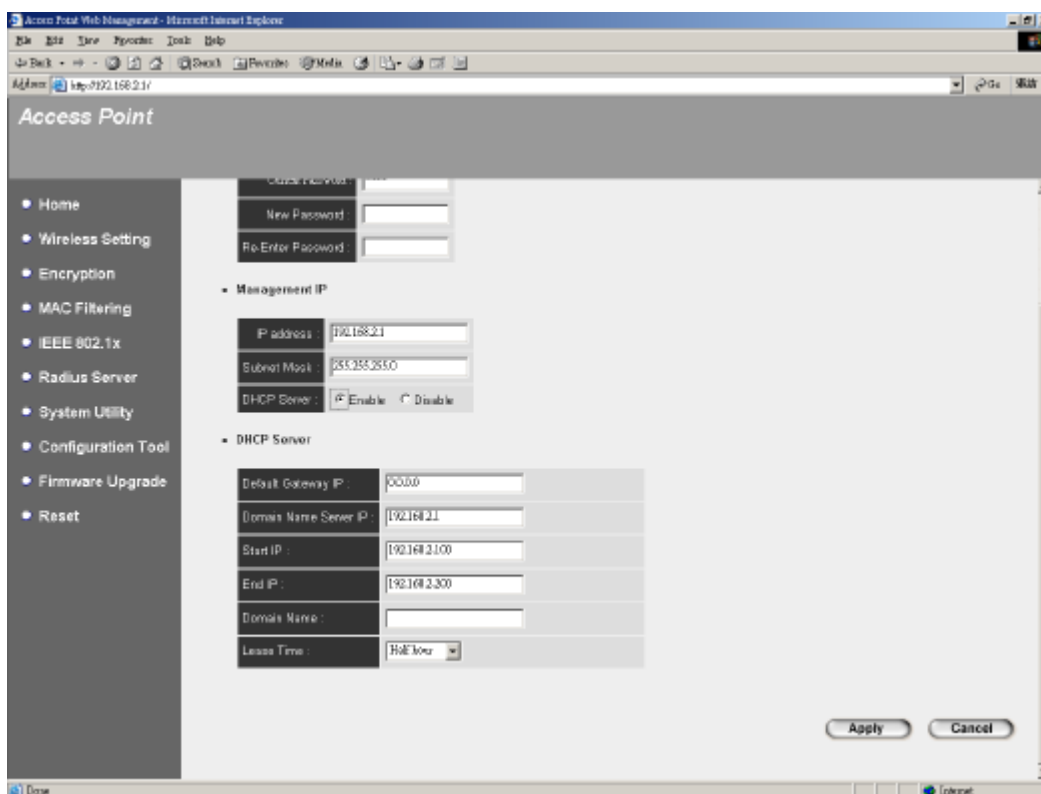 Access Point Web Management - Microsoft Internet Explorer
File Edit View Favorites Tools Help
Back Search Favorites Media
Address http://192.168.2.1/ Go
Access Point
Home
Wireless Setting
Encryption
MAC Filtering
IEEE 802.1x
Radius Server
System Utility
Configuration Tool
Firmware Upgrade
Reset
New Password :
Re-Enter Password :
Management IP
IP address : 192.168.2.1
Subnet Mask : 255.255.255.0
DHCP Server : Enable Disable
DHCP Server
Default Gateway IP : 0.0.0.0
Domain Name Server IP : 192.168.2.1
Start IP : 192.168.2.100
End IP : 192.168.2.200
Domain Name :
Lease Time : Half hour
Apply Cancel
Done Internet